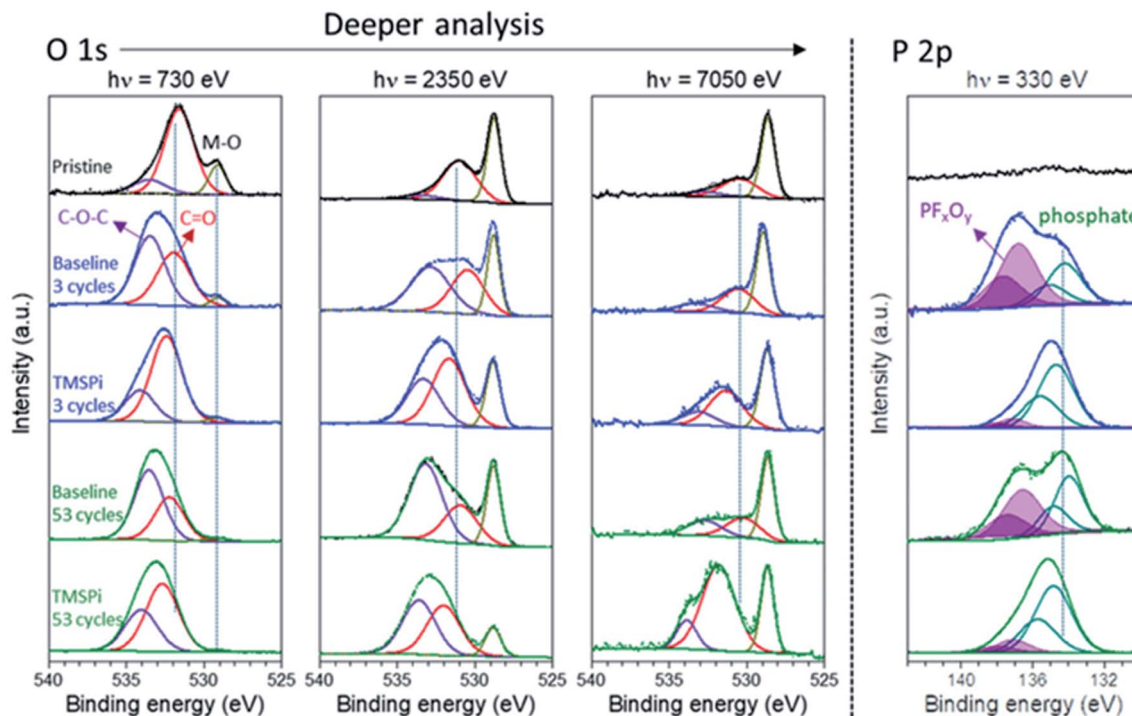 Deeper analysis
O 1s
P 2p
hν = 730 eV
hν = 2350 eV
hν = 7050 eV
hν = 330 eV
Intensity (a.u.)
Pristine
M-O
C-O-C
C=O
Baseline
3 cycles
TMSPi
3 cycles
Baseline
53 cycles
TMSPi
53 cycles
540 535 530 525
Binding energy (eV)
540 535 530 525
Binding energy (eV)
540 535 530 525
Binding energy (eV)
Intensity (a.u.)
PFxOy
phosphate
140 136 132
Binding energy (eV)